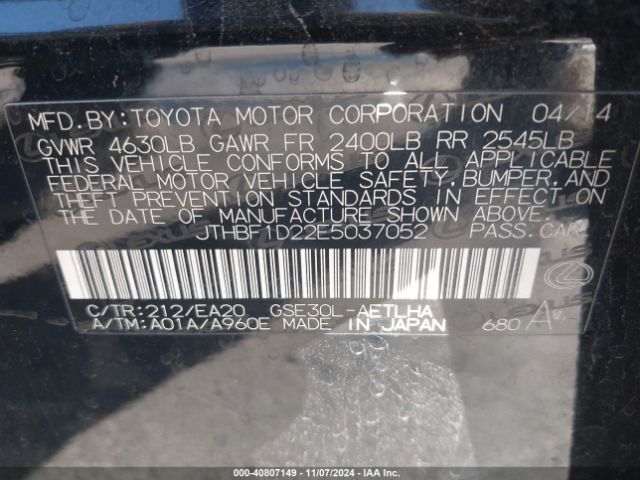 MFD.BY:TOYOTA MOTOR CORPORATION 04/14
GVWR 4630LB GAWR FR 2400LB RR 2545LB
THIS VEHICLE CONFORMS TO ALL APPLICABLE
FEDERAL MOTOR VEHICLE SAFETY,BUMPER,AND
THEFT PREVENTION STANDARDS IN EFFECT ON
THE DATE OF MANUFACTURE SHOWN ABOVE.
JTHBF1D22E5037052 PASS.CAR
C/TR:212/EA20 GSE30L-AETLHA
A/TM:A01A/A960E MADE IN JAPAN 680 A
000-40807149 - 11/07/2024 - IAA Inc.